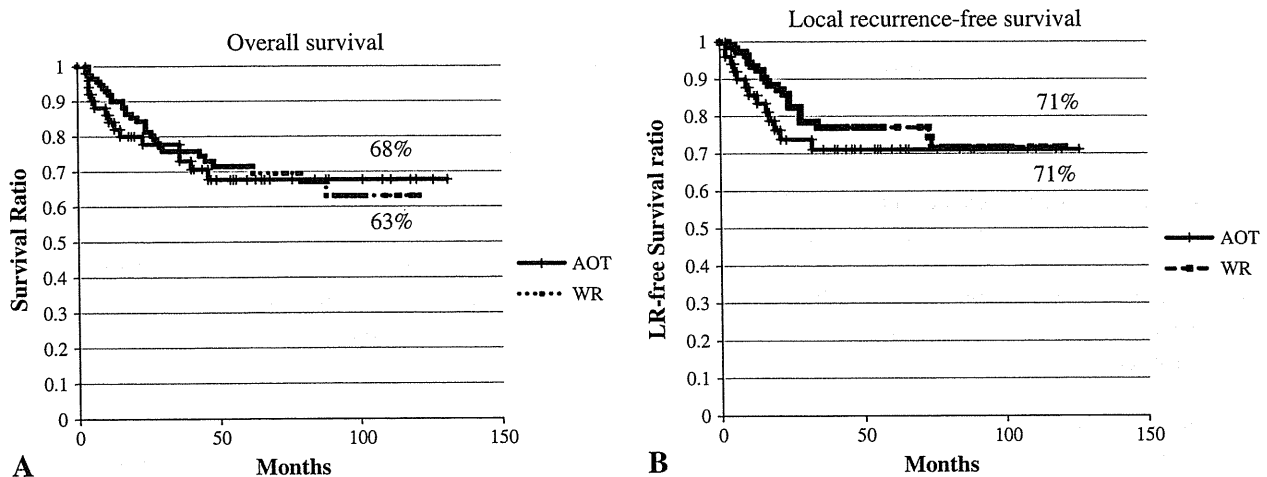 Overall survival
Survival Ratio
1
0.9
0.8
0.7
0.6
0.5
0.4
0.3
0.2
0.1
0
68%
63%
0
50
100
150
Months
AOT
WR
A
Local recurrence-free survival
LR-free Survival ratio
1
0.9
0.8
0.7
0.6
0.5
0.4
0.3
0.2
0.1
0
71%
71%
0
50
100
150
Months
AOT
WR
B